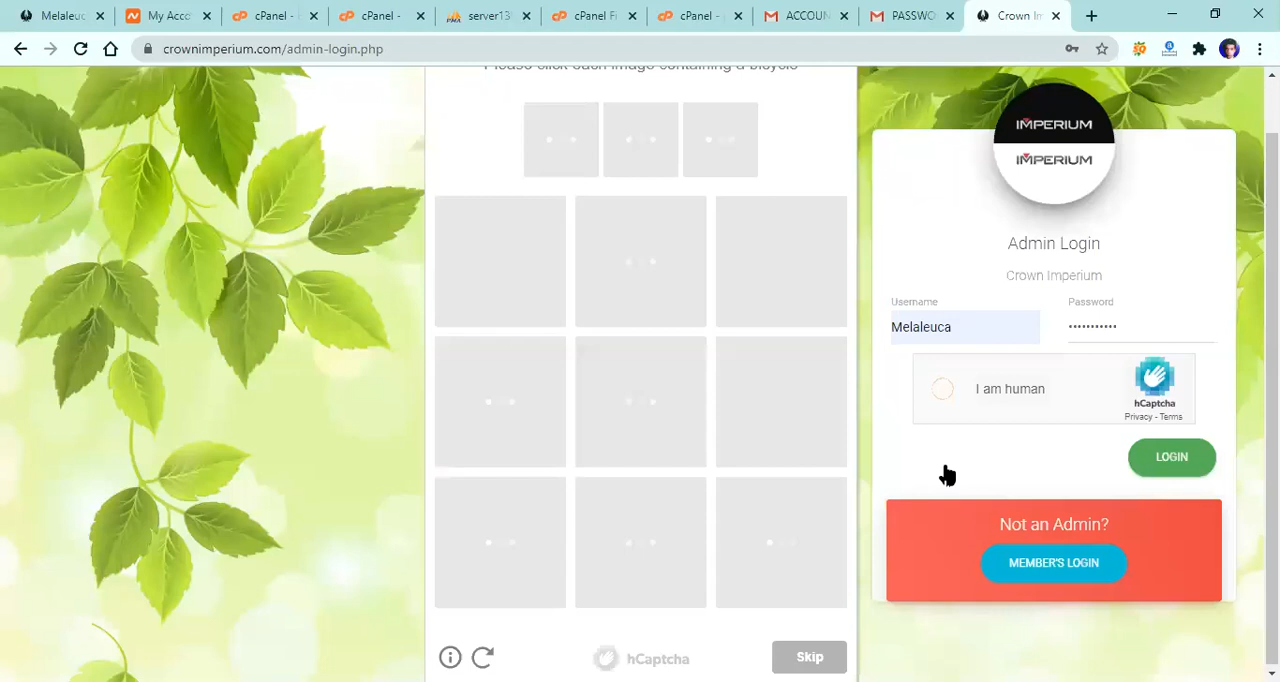 Melaleuc
My Acco
cPanel -
cPanel -
server13
cPanel Fr
cPanel -
ACCOUN
PASSWO
Crown Im
crownimperium.com/admin-login.php
Please click each image containing a bicycle
IMPERIUM
IMPERIUM
Admin Login
Crown Imperium
Username Password
Melaleuca •••••••••••
I am human
hCaptcha
Privacy - Terms
LOGIN
Not an Admin?
MEMBER'S LOGIN
hCaptcha
Skip